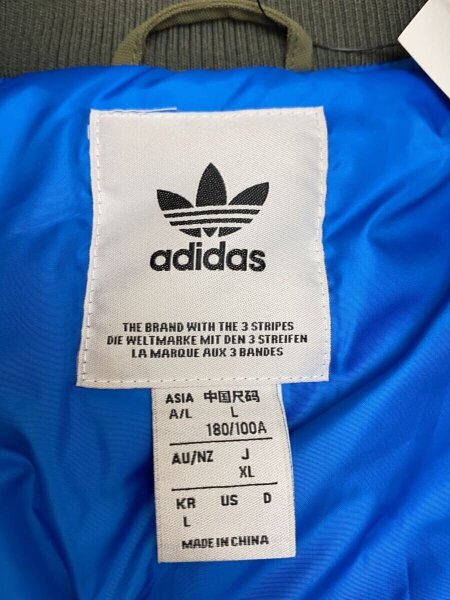 adidas
THE BRAND WITH THE 3 STRIPES
DIE WELTMARKE MIT DEN 3 STREIFEN
LA MARQUE AUX 3 BANDES
ASIA 中国尺码
A/L L
180/100A
AU/NZ J
XL
KR US D
L
MADE IN CHINA